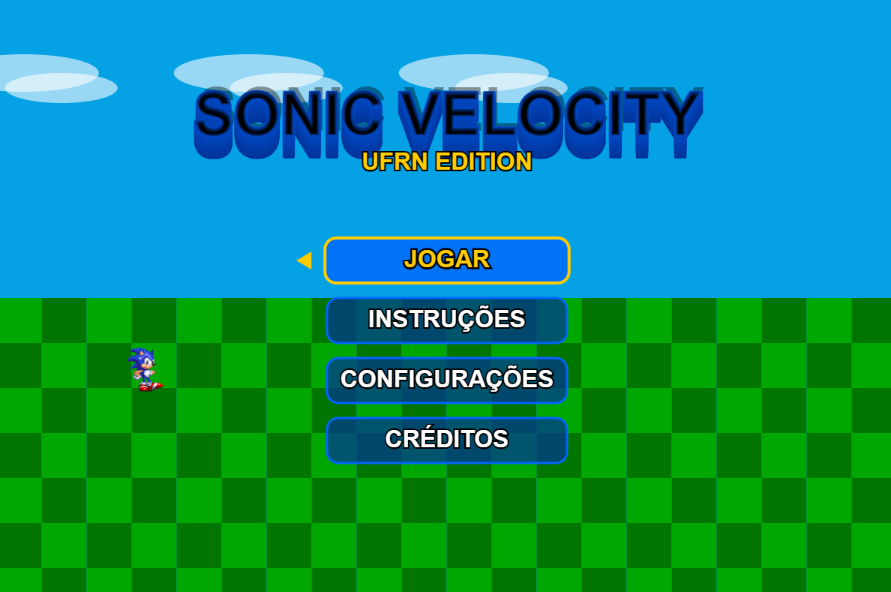 SONIC VELOCITY
UFRN EDITION
JOGAR
INSTRUÇÕES
CONFIGURAÇÕES
CRÉDITOS